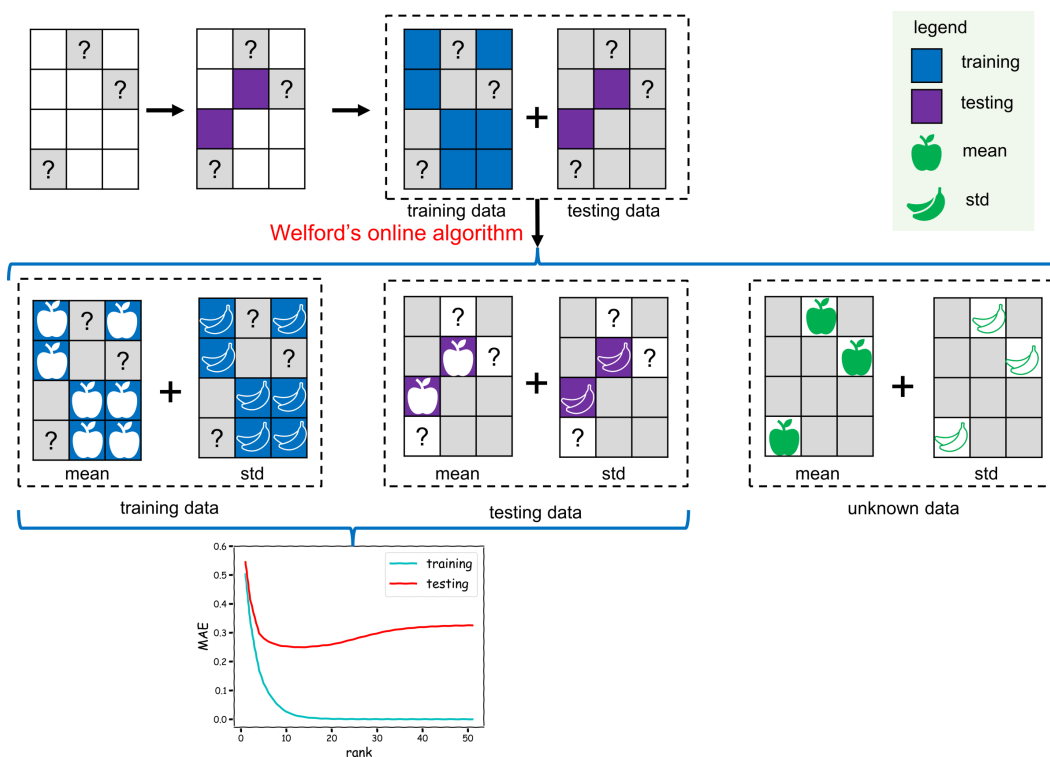 legend
training
testing
mean
std
?
?
?
?
?
?
?
?
?
+
?
?
?
training data
testing data
Welford's online algorithm
?
?
?
+
?
?
?
?
?
?
+
?
?
?
+
mean
std
mean
std
mean
std
training data
testing data
unknown data
0.6
0.5
0.4
0.3
0.2
0.1
0.0
MAE
training
testing
0
10
20
30
40
50
rank